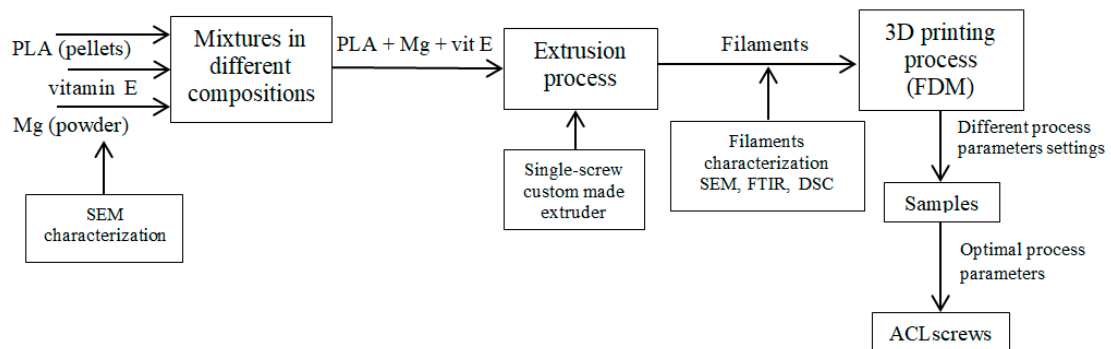 PLA (pellets)
vitamin E
Mg (powder)
SEM
characterization
Mixtures in
different
compositions
PLA + Mg + vit E
Extrusion
process
Single-screw
custom made
extruder
Filaments
Filaments
characterization
SEM, FTIR, DSC
3D printing
process
(FDM)
Different process
parameters settings
Samples
Optimal process
parameters
ACL screws